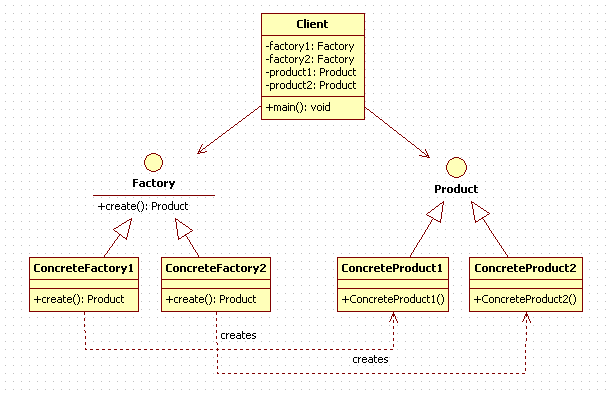 Client
-factory1: Factory
-factory2: Factory
-product1: Product
-product2: Product
+main(): void
Factory
+create(): Product
Product
ConcreteFactory1
+create(): Product
ConcreteFactory2
+create(): Product
ConcreteProduct1
+ConcreteProduct1()
ConcreteProduct2
+ConcreteProduct2()
creates
creates